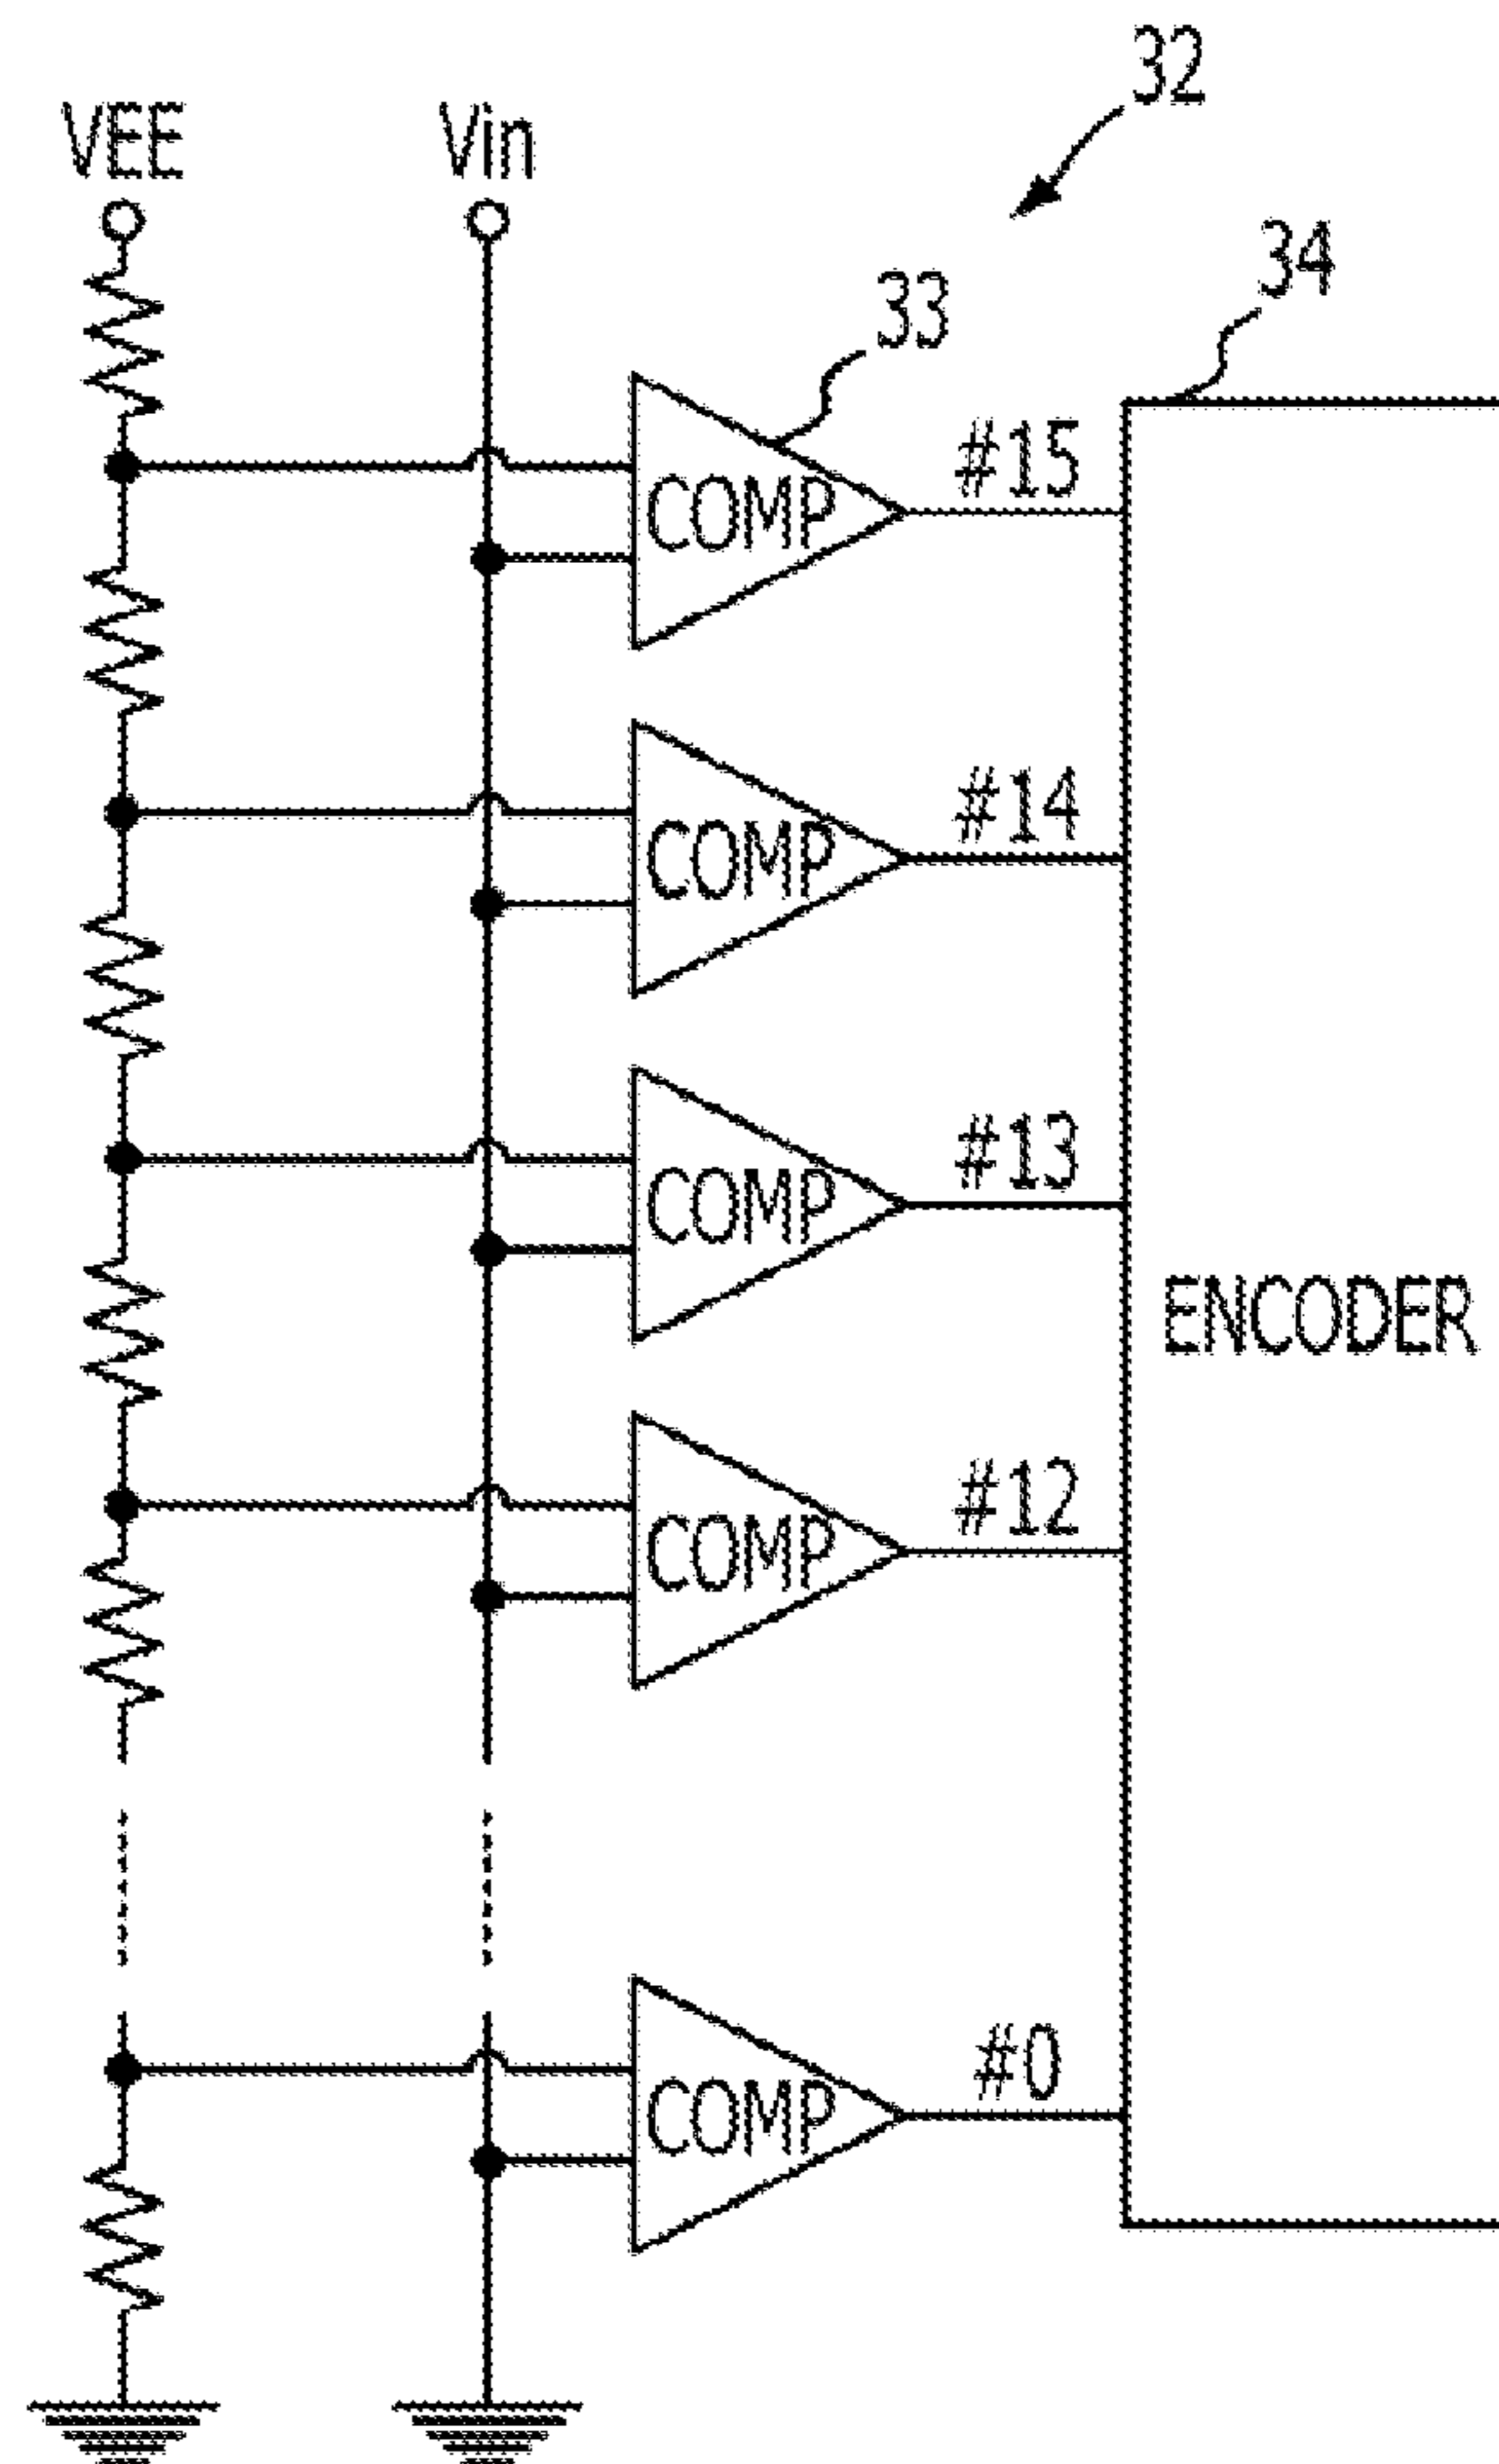 32
VEE
Vin
34
33
COMP
#15
COMP
#14
COMP
#13
ENCODER
COMP
#12
COMP
#0